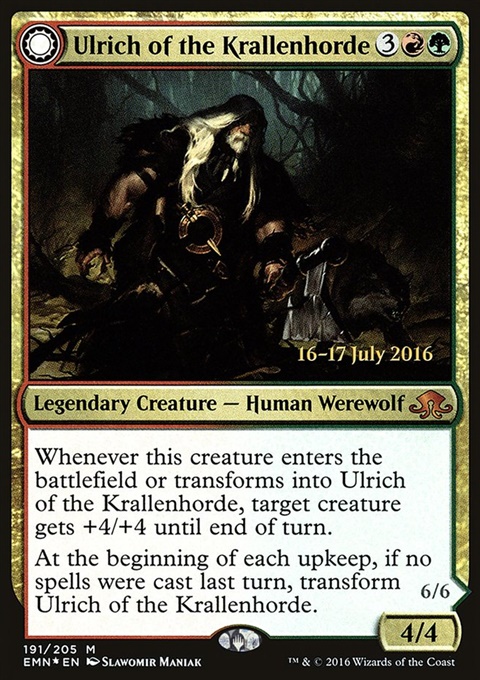 Ulrich of the Krallenhorde 3
16–17 July 2016
Legendary Creature — Human Werewolf
Whenever this creature enters the
battlefield or transforms into Ulrich
of the Krallenhorde, target creature
gets +4/+4 until end of turn.
At the beginning of each upkeep, if no
spells were cast last turn, transform
Ulrich of the Krallenhorde.
6/6
4/4
191/205 M
EMN★EN Slawomir Maniak
™ & © 2016 Wizards of the Coast